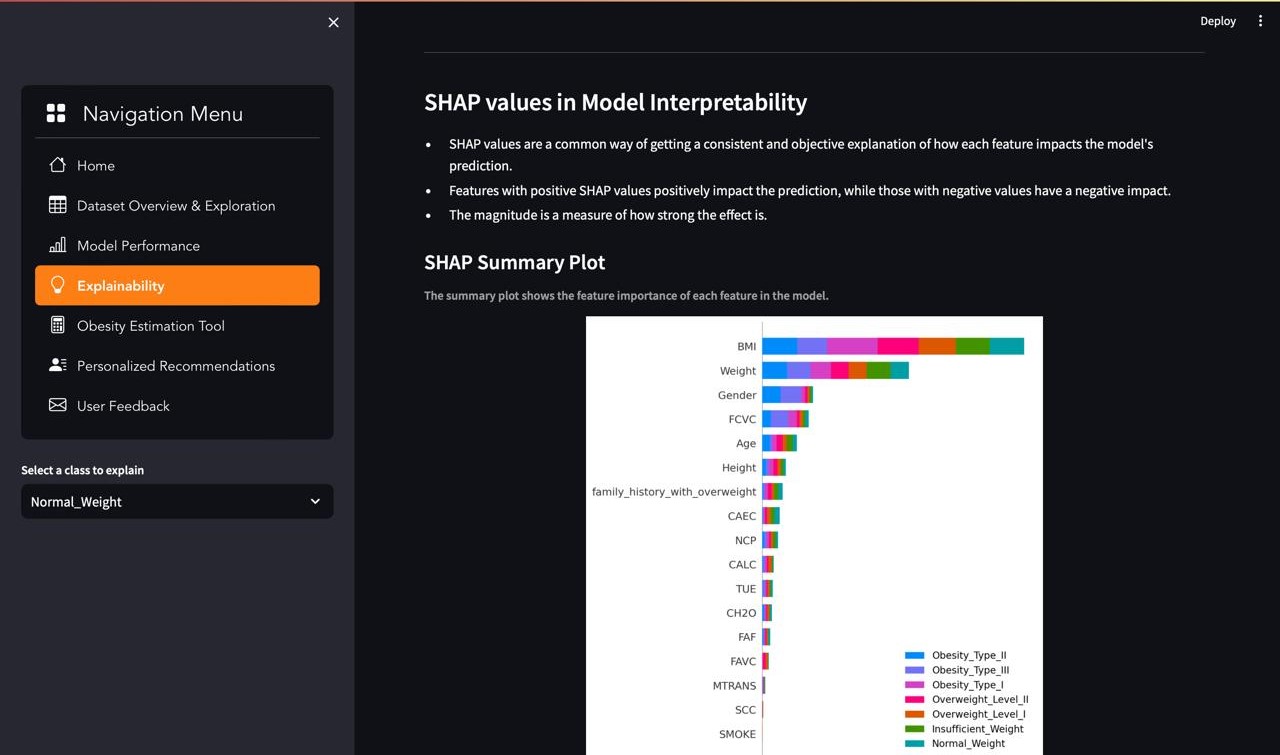 Deploy
Navigation Menu
Home
Dataset Overview & Exploration
Model Performance
Explainability
Obesity Estimation Tool
Personalized Recommendations
User Feedback
Select a class to explain
Normal_Weight
SHAP values in Model Interpretability
• SHAP values are a common way of getting a consistent and objective explanation of how each feature impacts the model's
prediction.
• Features with positive SHAP values positively impact the prediction, while those with negative values have a negative impact.
• The magnitude is a measure of how strong the effect is.
SHAP Summary Plot
The summary plot shows the feature importance of each feature in the model.
BMI
Weight
Gender
FCVC
Age
Height
family_history_with_overweight
CAEC
NCP
CALC
TUE
CH2O
FAF
FAVC
MTRANS
SCC
SMOKE
Obesity_Type_II
Obesity_Type_III
Obesity_Type_I
Overweight_Level_II
Overweight_Level_I
Insufficient_Weight
Normal_Weight